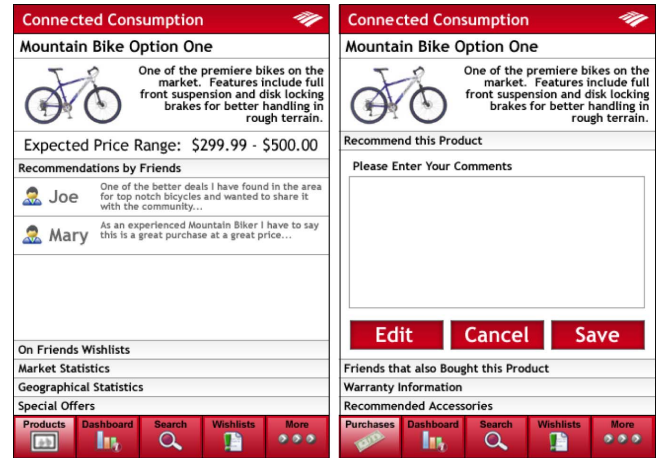 Connected Consumption
Mountain Bike Option One
One of the premiere bikes on the
market. Features include full
front suspension and disk locking
brakes for better handling in
rough terrain.
Expected Price Range: $299.99 - $500.00
Recommendations by Friends
Joe
One of the better deals I have found in the area
for top notch bicycles and wanted to share it
with the community...
Mary
As an experienced Mountain Biker I have to say
this is a great purchase at a great price...
On Friends Wishlists
Market Statistics
Geographical Statistics
Special Offers
Products Dashboard Search Wishlists More
Connected Consumption
Mountain Bike Option One
One of the premiere bikes on the
market. Features include full
front suspension and disk locking
brakes for better handling in
rough terrain.
Recommend this Product
Please Enter Your Comments
Edit Cancel Save
Friends that also Bought this Product
Warranty Information
Recommended Accessories
Purchases Dashboard Search Wishlists More